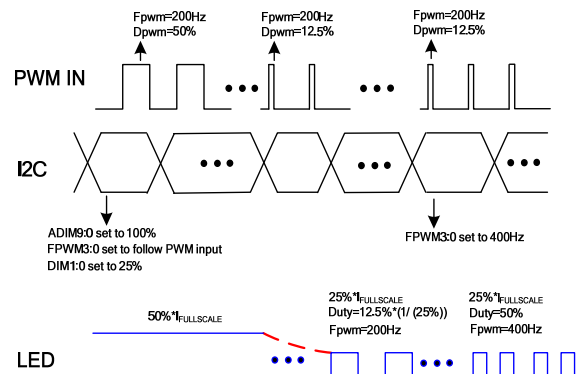 Fpwm=200Hz
Dpwm=50%
Fpwm=200Hz
Dpwm=12.5%
Fpwm=200Hz
Dpwm=12.5%
PWM IN
I2C
ADIM9:0 set to 100%
FPWM3:0 set to follow PWM input
DIM1:0 set to 25%
FPWM3:0 set to 400Hz
50%*IFULLSCALE
25%*IFULLSCALE
Duty=12.5%*(1/ (25%))
Fpwm=200Hz
25%*IFULLSCALE
Duty=50%
Fpwm=400Hz
LED